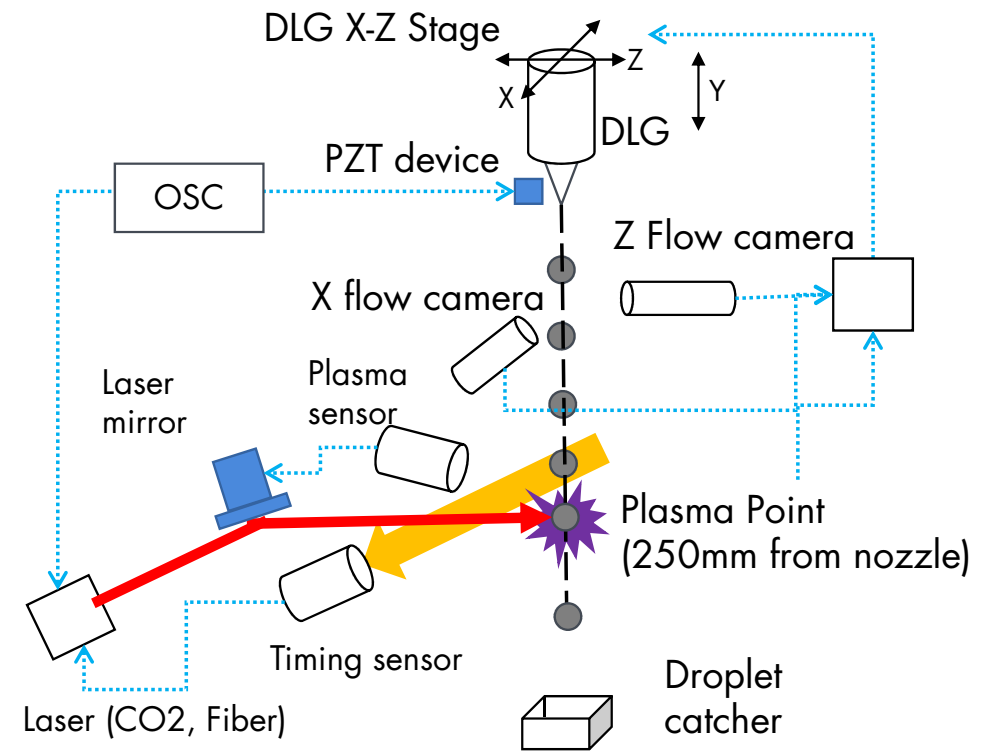 DLG X-Z Stage
Z
X
Y
DLG
PZT device
OSC
Z Flow camera
X flow camera
Laser
mirror
Plasma
sensor
Plasma Point
(250mm from nozzle)
Timing sensor
Droplet
catcher
Laser (CO2, Fiber)